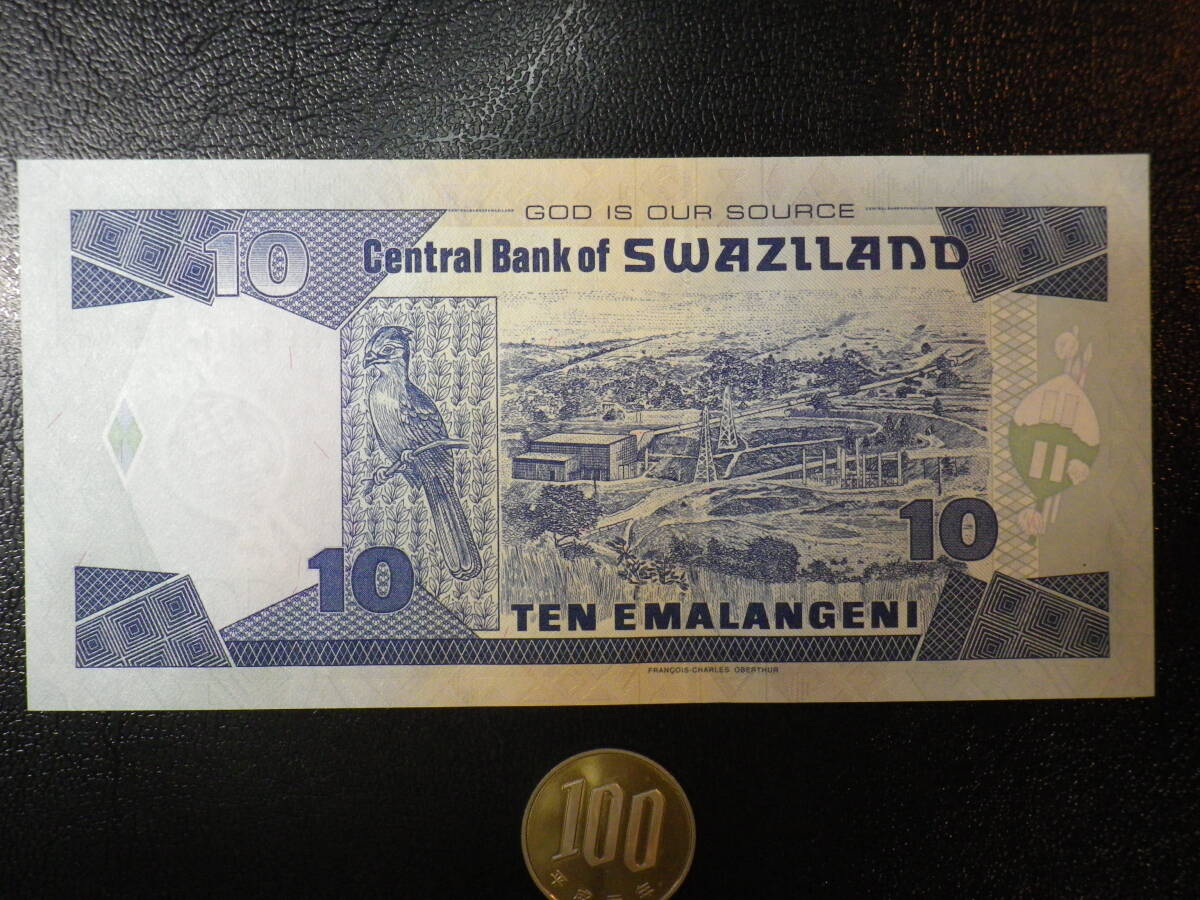 GOD IS OUR SOURCE
10
Central Bank of SWAZILAND
10
10
TEN EMALANGENI
FRANÇOIS-CHARLES OBERTHUR
100